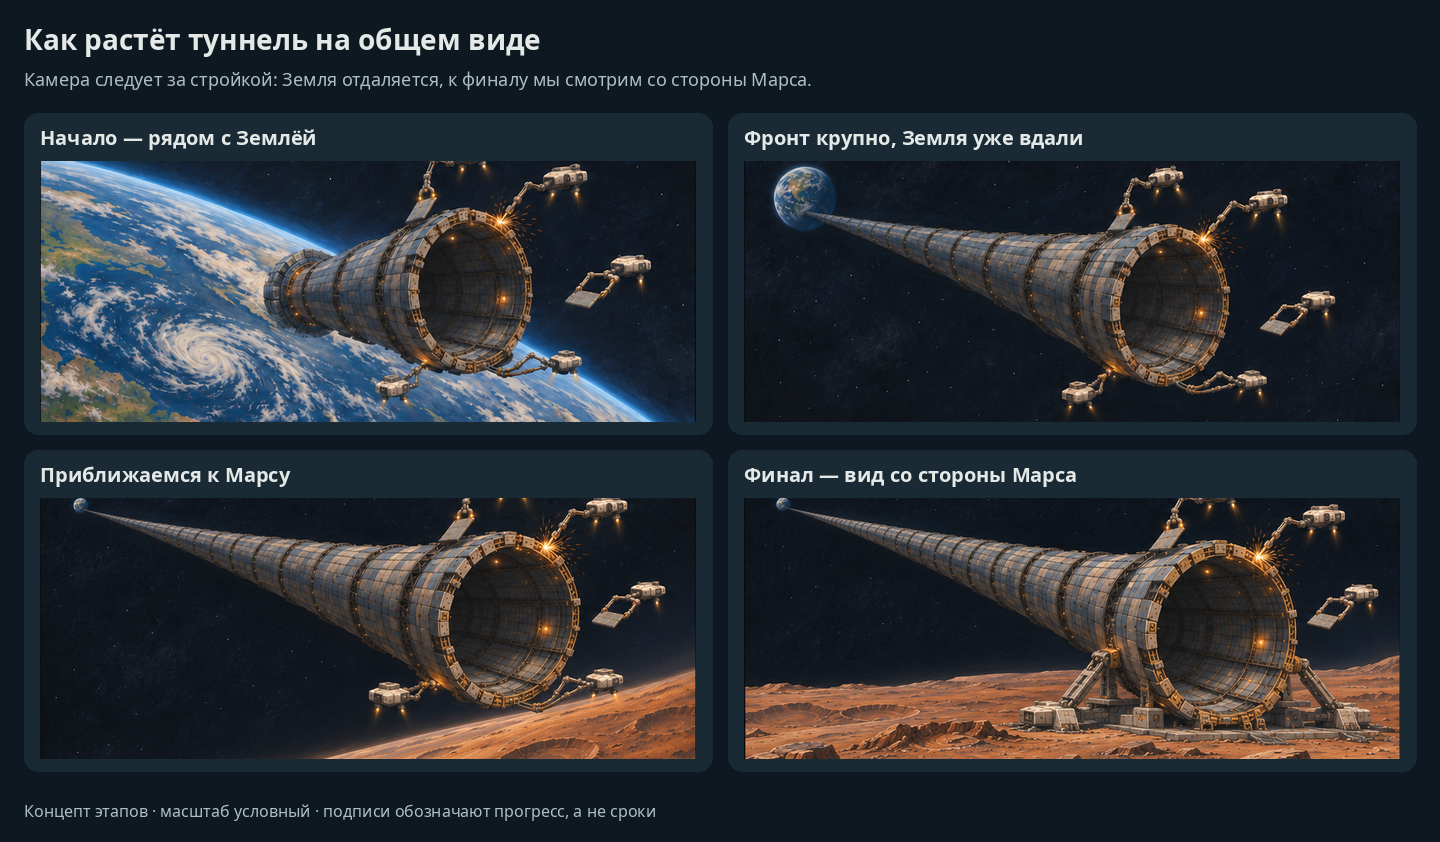 Как растёт туннель на общем виде
Камера следует за стройкой: Земля отдаляется, к финалу мы смотрим со стороны Марса.
Начало — рядом с Землёй
Фронт крупно, Земля уже вдали
Приближаемся к Марсу
Финал — вид со стороны Марса
Концепт этапов · масштаб условный · подписи обозначают прогресс, а не сроки